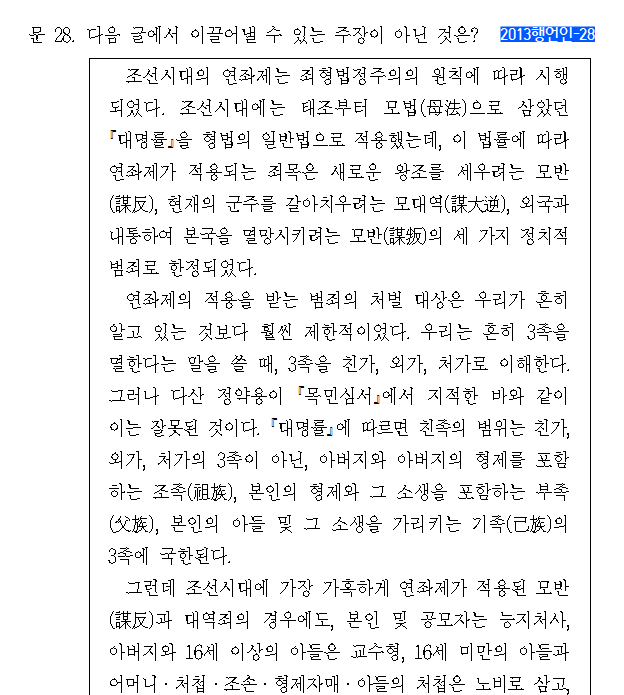 문 28. 다음 글에서 이끌어낼 수 있는 주장이 아닌 것은? 2013행언인-28
조선시대의 연좌제는 죄형법정주의의 원칙에 따라 시행
되었다. 조선시대에는 태조부터 모법(母法)으로 삼았던
『대명률』을 형법의 일반법으로 적용했는데, 이 법률에 따라
연좌제가 적용되는 죄목은 새로운 왕조를 세우려는 모반
(謀反), 현재의 군주를 갈아치우려는 모대역(謀大逆), 외국과
내통하여 본국을 멸망시키려는 모반(謀叛)의 세 가지 정치적
범죄로 한정되었다.
연좌제의 적용을 받는 범죄의 처벌 대상은 우리가 흔히
알고 있는 것보다 훨씬 제한적이었다. 우리는 흔히 3족을
멸한다는 말을 쓸 때, 3족을 친가, 외가, 처가로 이해한다.
그러나 다산 정약용이 『목민심서』에서 지적한 바와 같이
이는 잘못된 것이다. 『대명률』에 따르면 친족의 범위는 친가,
외가, 처가의 3족이 아닌, 아버지와 아버지의 형제를 포함
하는 조족(祖族), 본인의 형제와 그 소생을 포함하는 부족
(父族), 본인의 아들 및 그 소생을 가리키는 기족(己族)의
3족에 국한된다.
그런데 조선시대에 가장 가혹하게 연좌제가 적용된 모반
(謀反)과 대역죄의 경우에도, 본인 및 공모자는 능지처사,
아버지와 16세 이상의 아들은 교수형, 16세 미만의 아들과
어머니·처첩·조손·형제자매·아들의 처첩은 노비로 삼고,